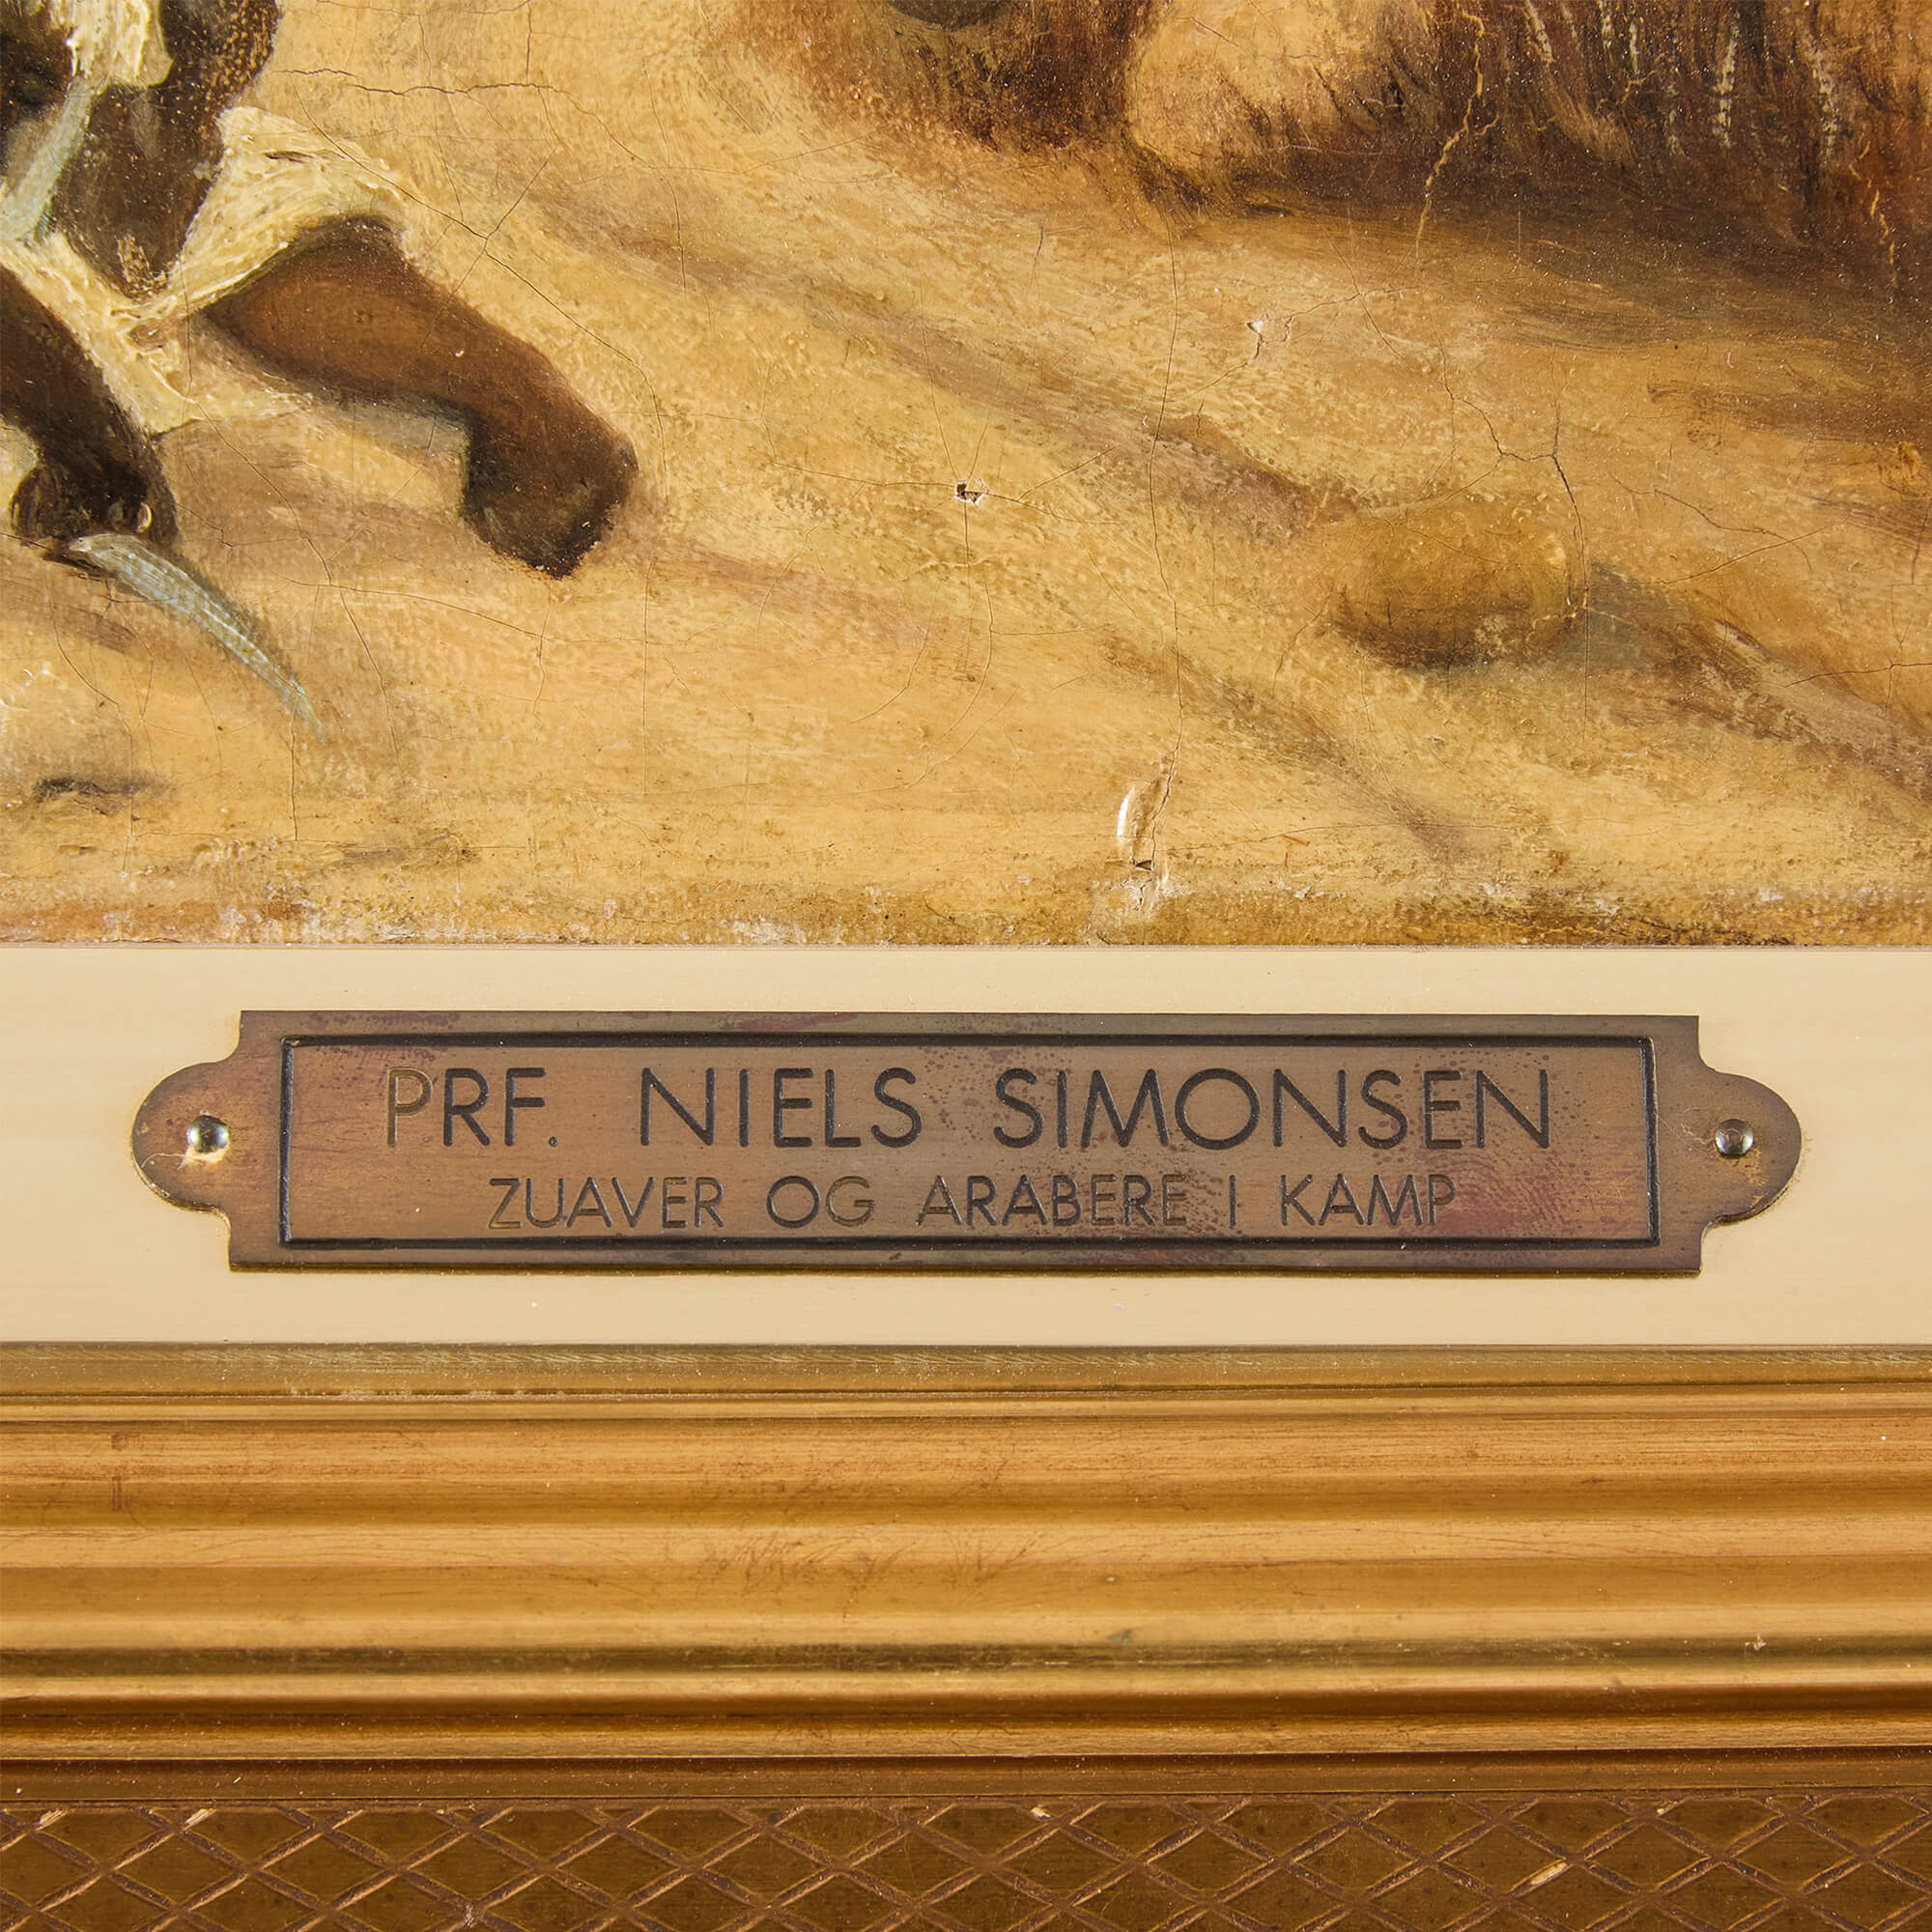 PRF. NIELS SIMONSEN
ZUAVER OG ARABERE I KAMP